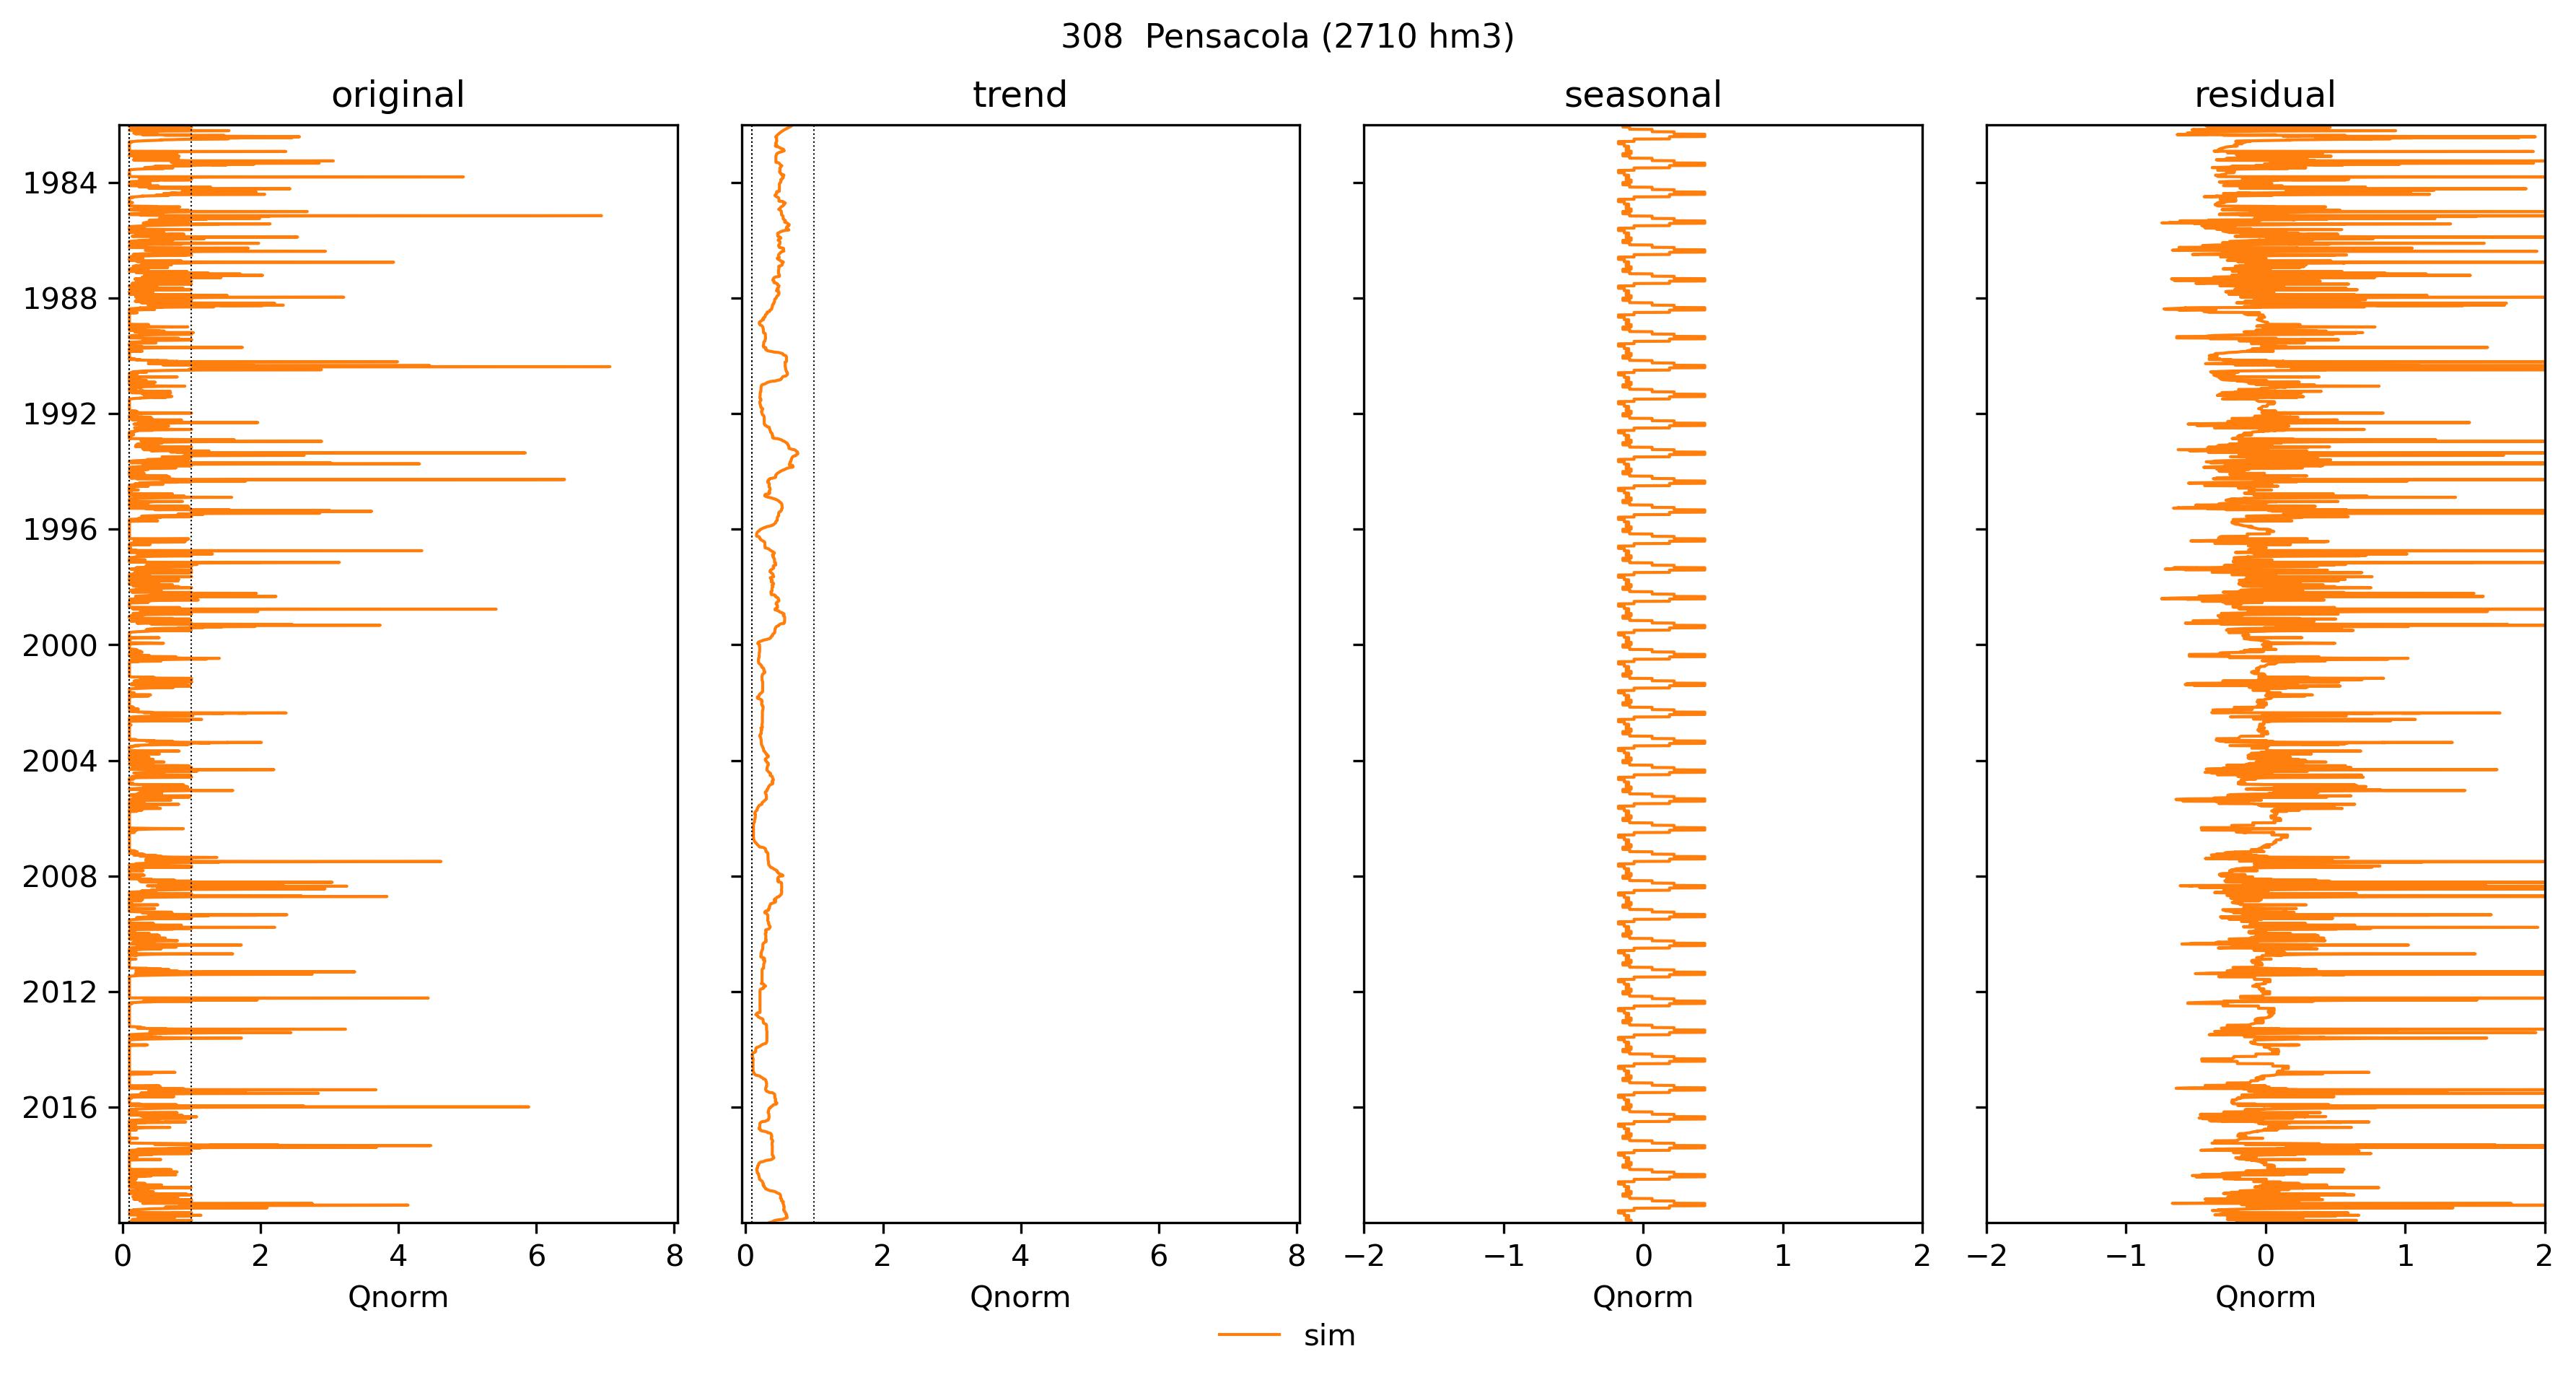 308  Pensacola (2710 hm3)
original
trend
seasonal
residual
1984
1988
1992
1996
2000
2004
2008
2012
2016
0 2 4 6 8
0 2 4 6 8
−2 −1 0 1 2
−2 −1 0 1 2
Qnorm
Qnorm
Qnorm
Qnorm
sim